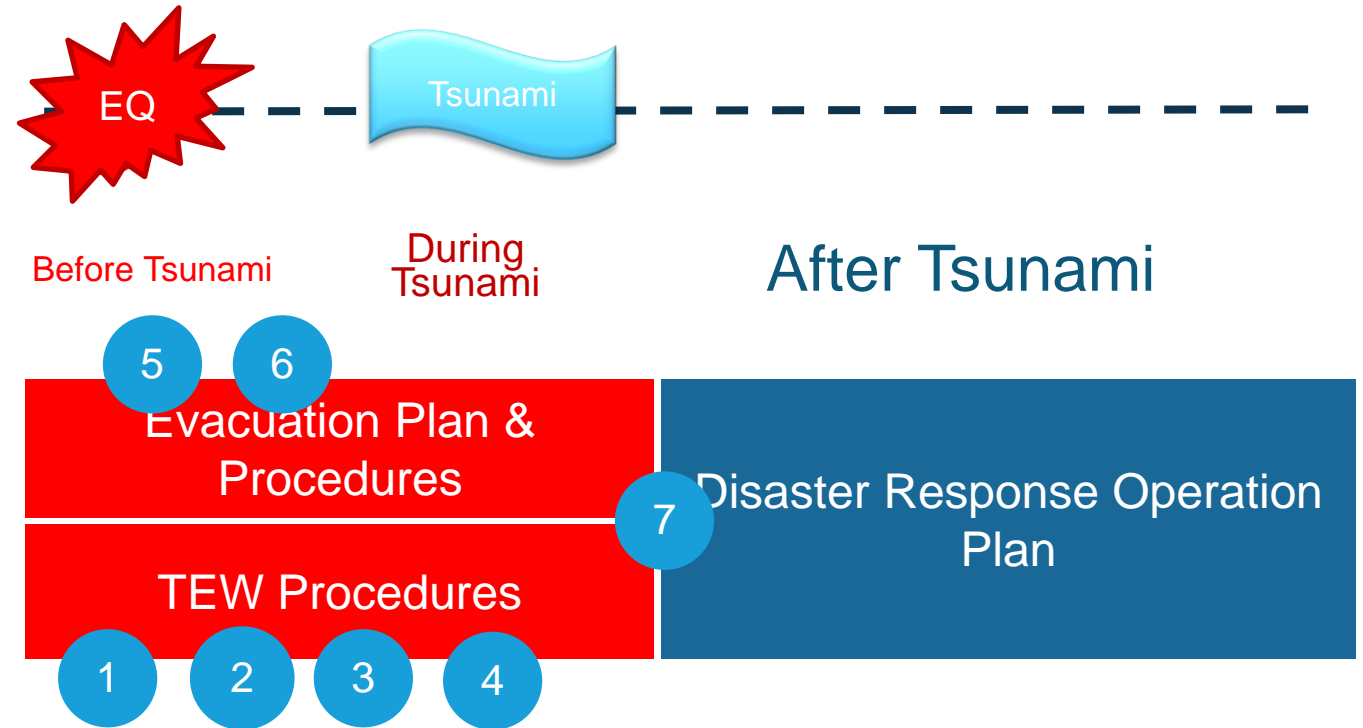 EQ
Tsunami
Before Tsunami
During
Tsunami
After Tsunami
5
6
Evacuation Plan &
Procedures
7
Disaster Response Operation
Plan
TEW Procedures
1
2
3
4